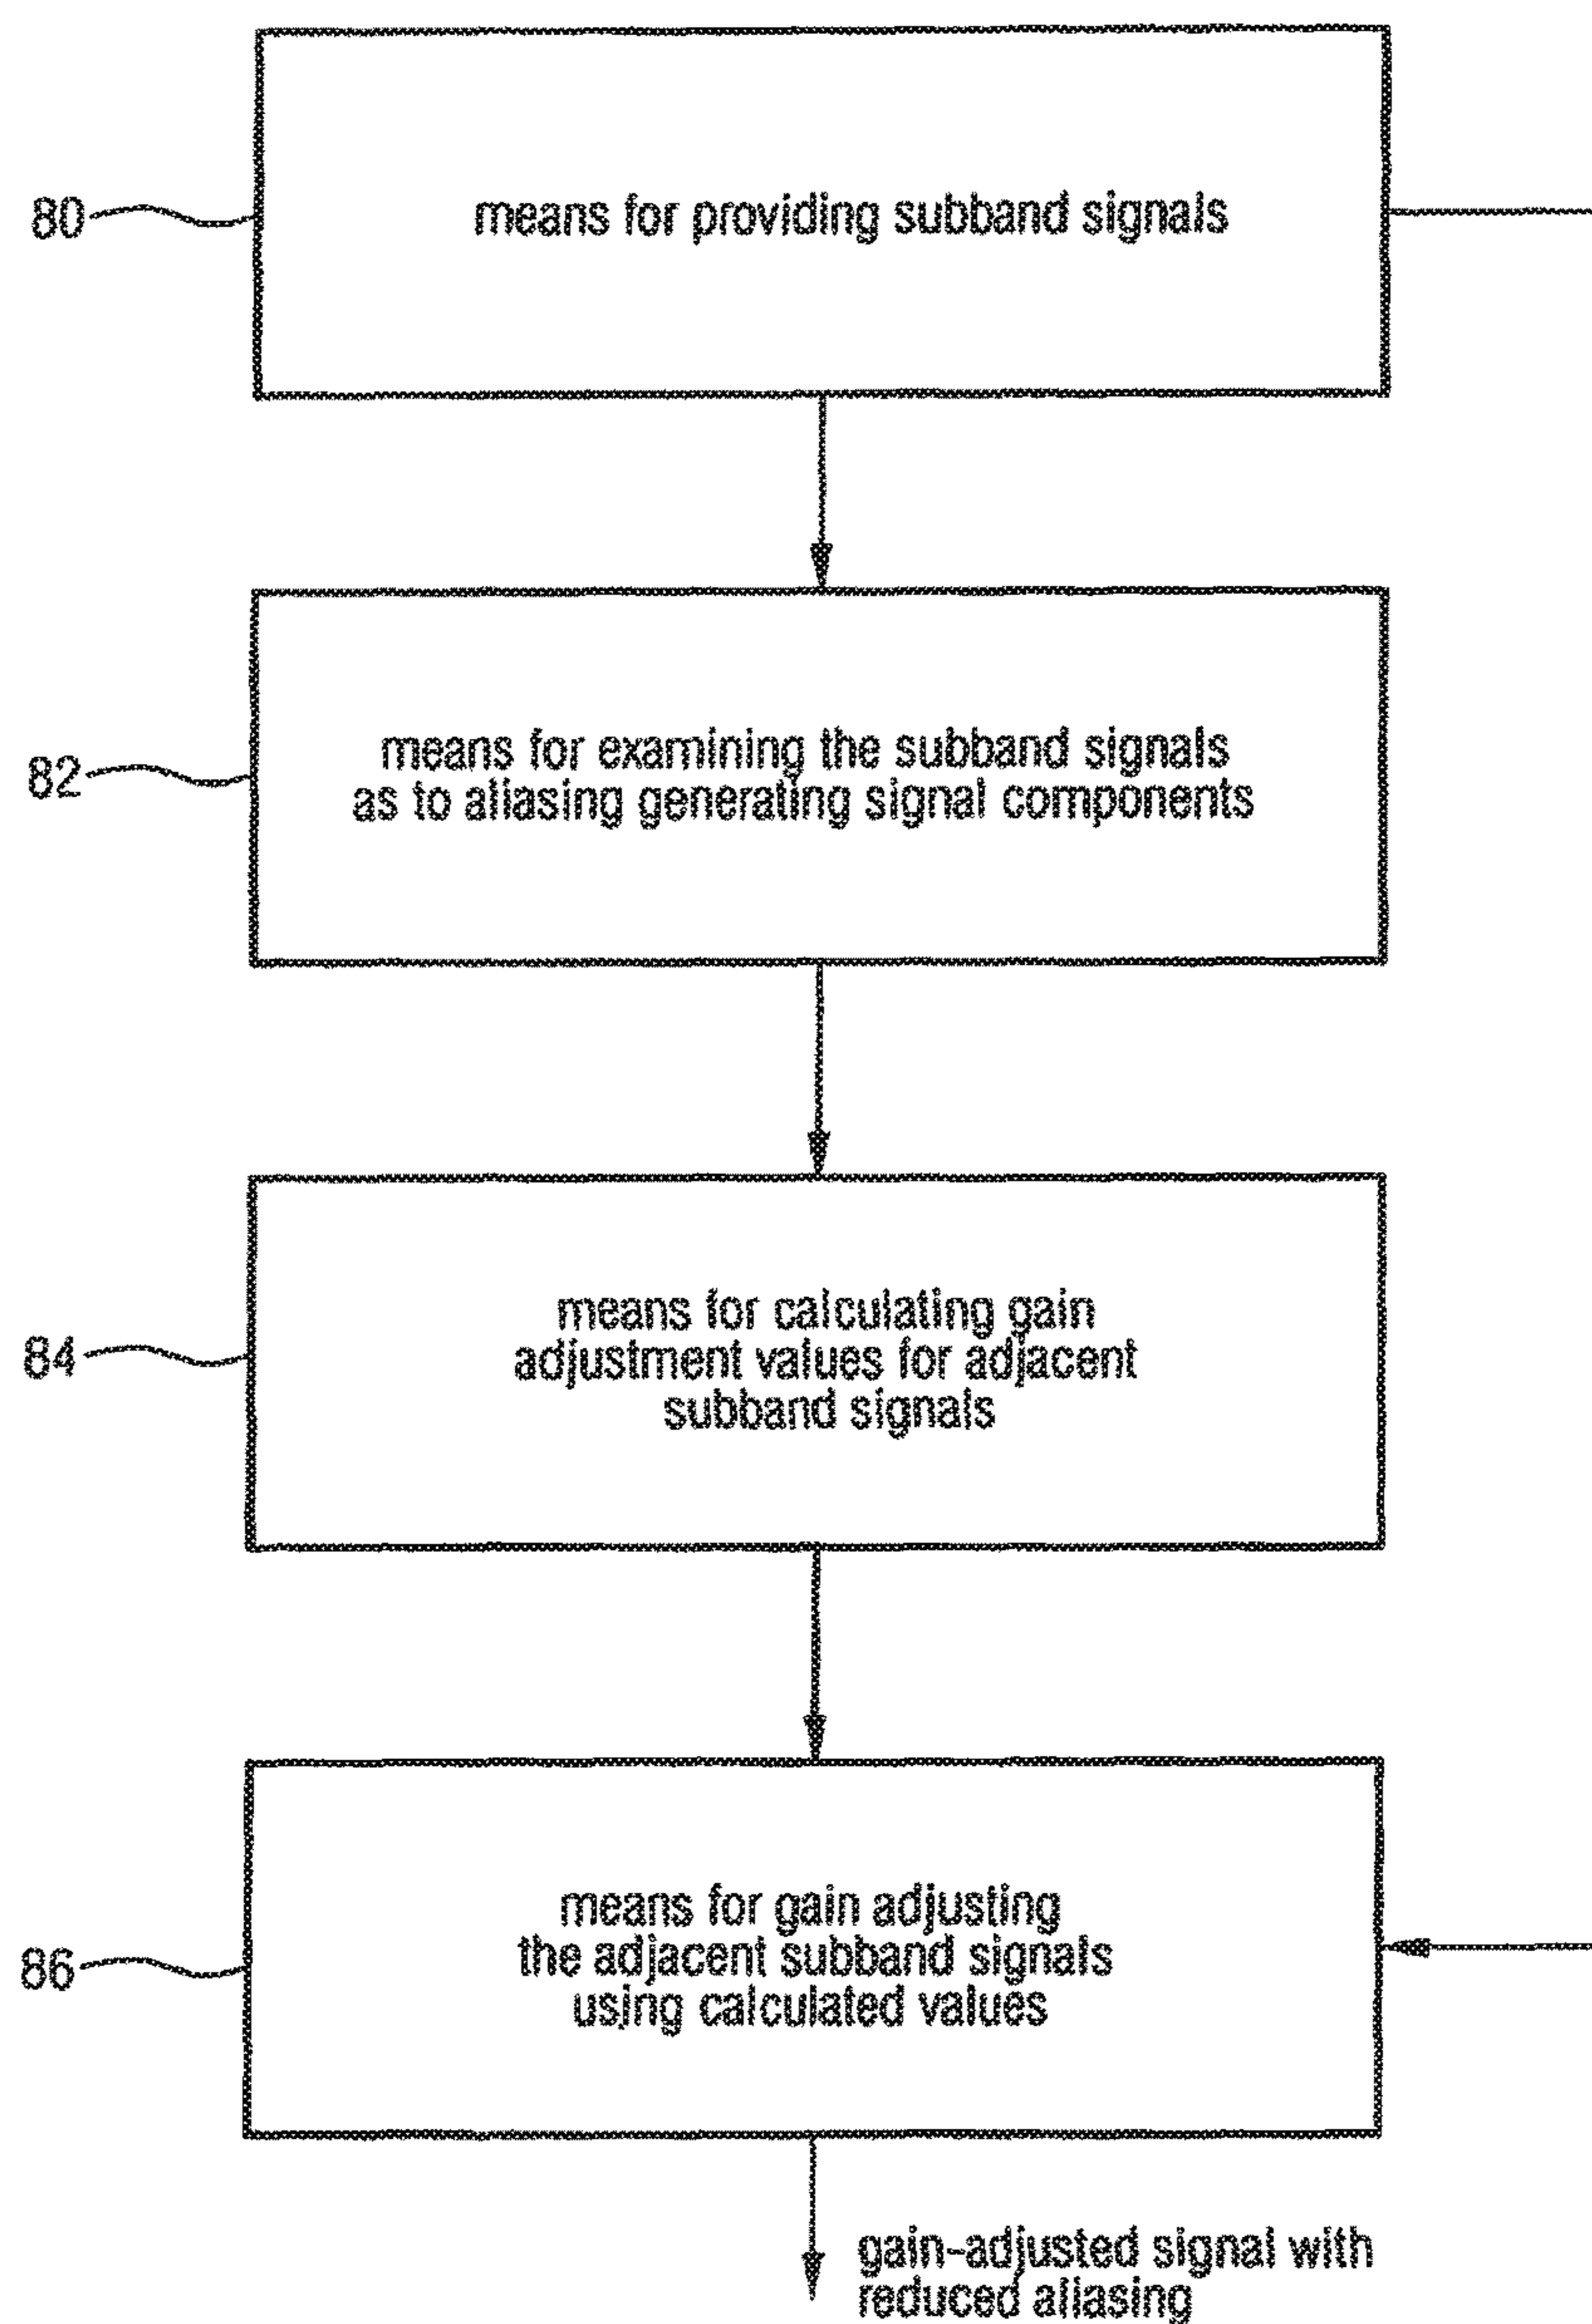 80
means for providing subband signals
82
means for examining the subband signals
as to aliasing generating signal components
84
means for calculating gain
adjustment values for adjacent
subband signals
86
means for gain adjusting
the adjacent subband signals
using calculated values
gain-adjusted signal with
reduced aliasing